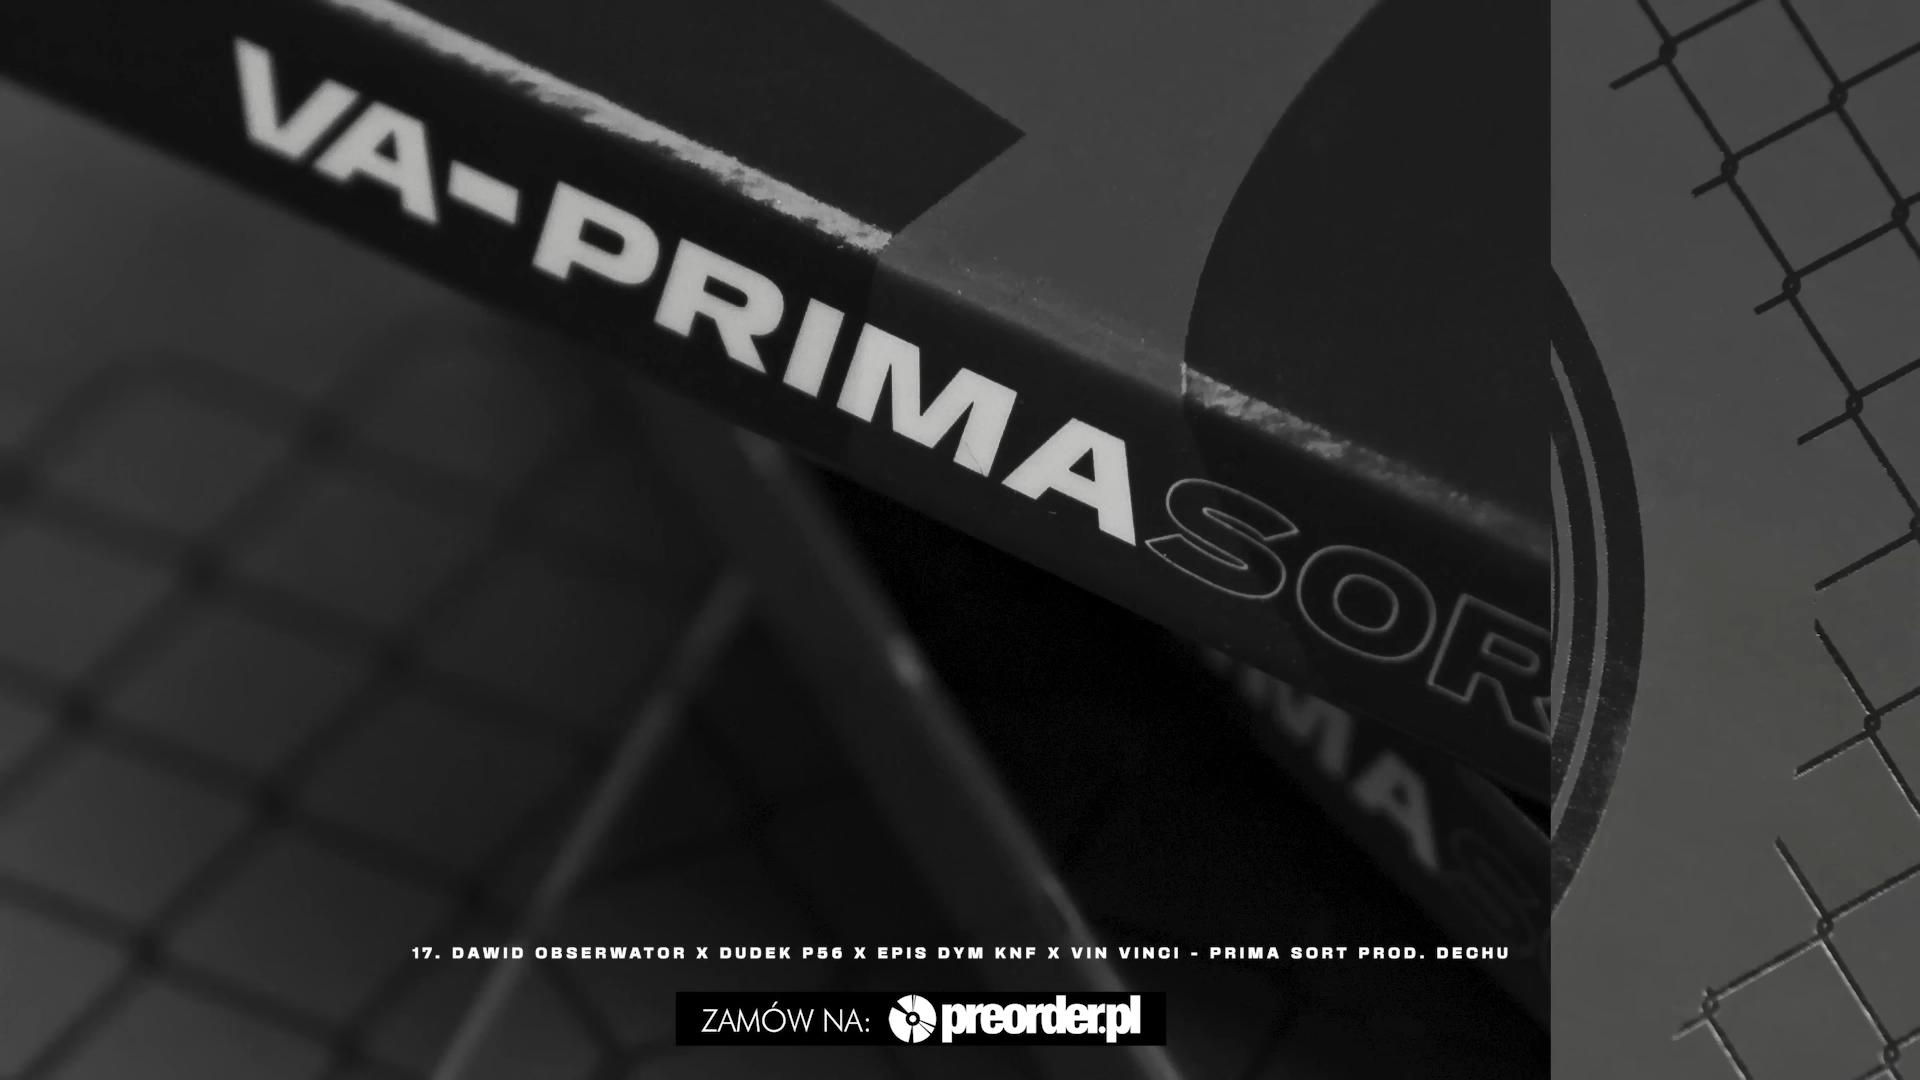 VA-PRIMASOR
IMAS
17. DAWID OBSERWATOR X DUDEK P56 X EPIS DYM KNF X VIN VINCI - PRIMA SORT PROD. DECHU
ZAMÓW NA: preorder.pl